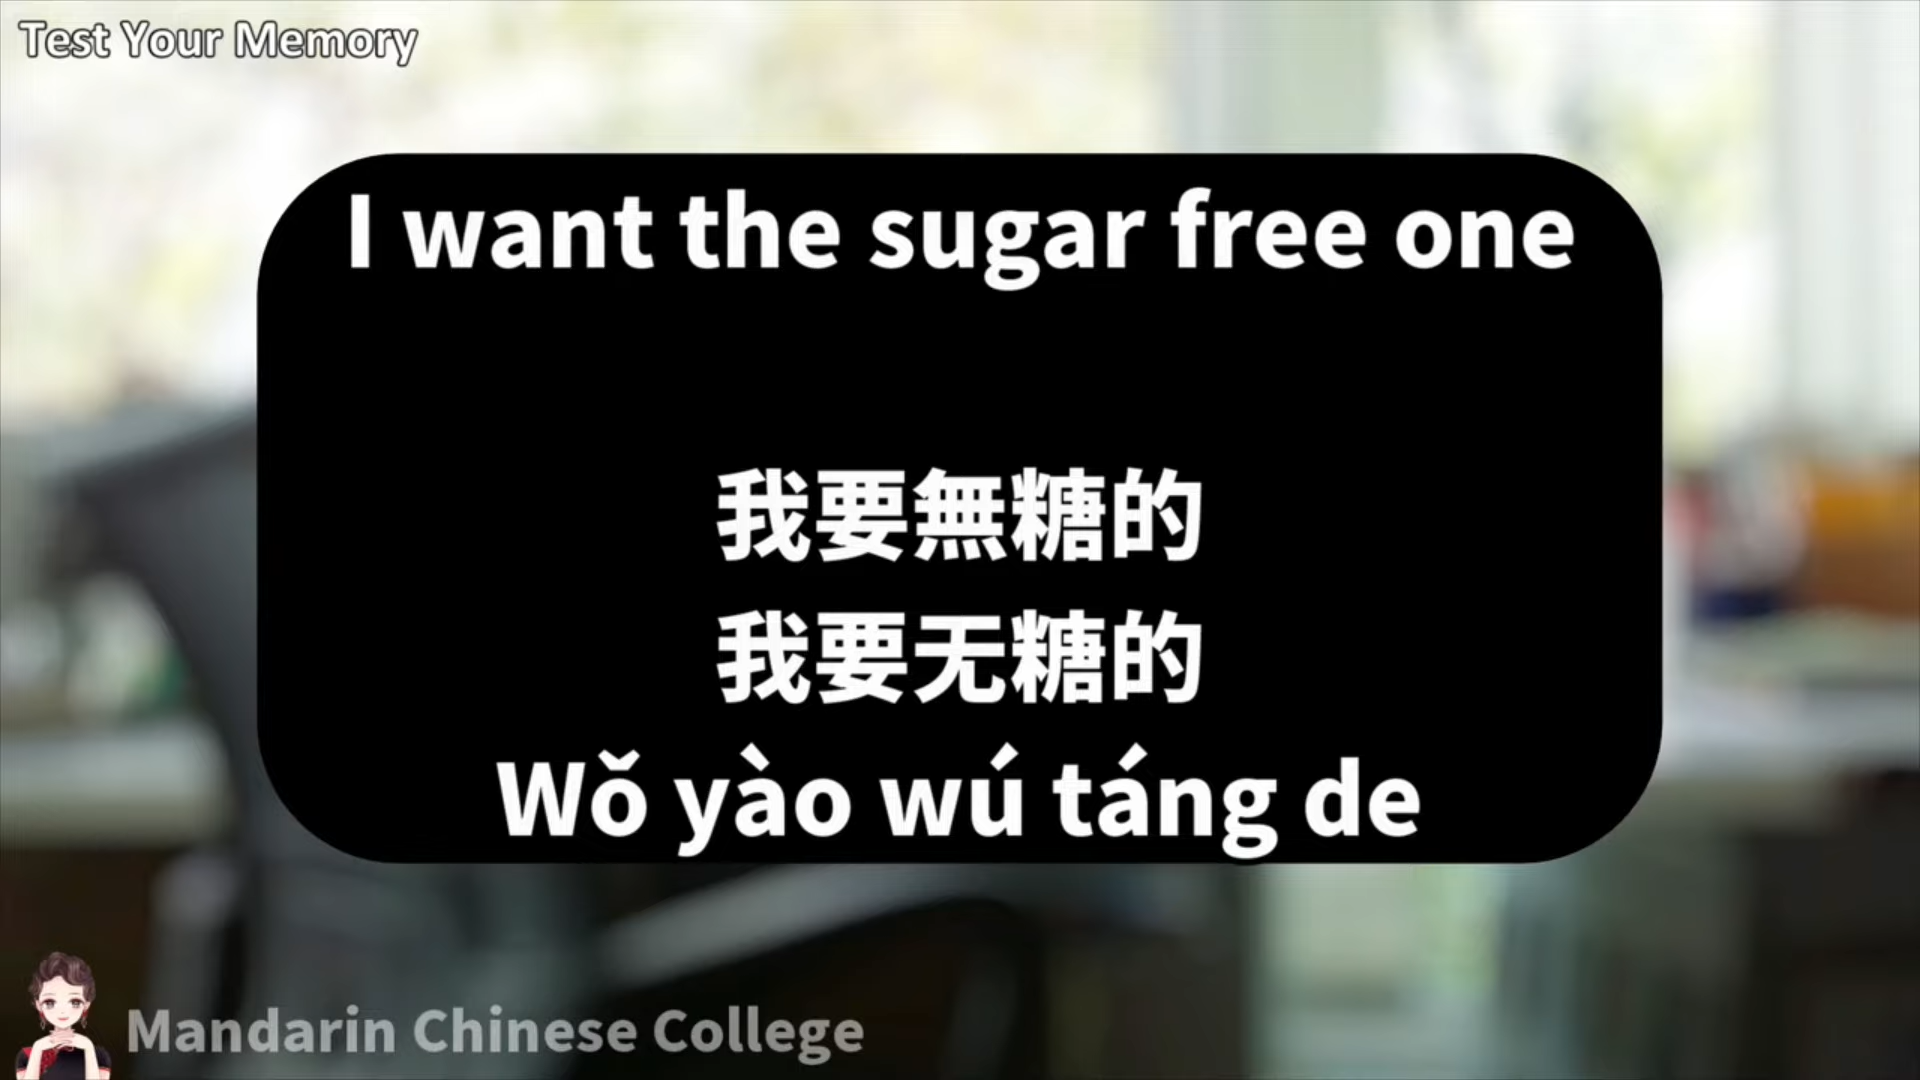 Test Your Memory
I want the sugar free one
我要無糖的
我要无糖的
Wǒ yào wú táng de
Mandarin Chinese College